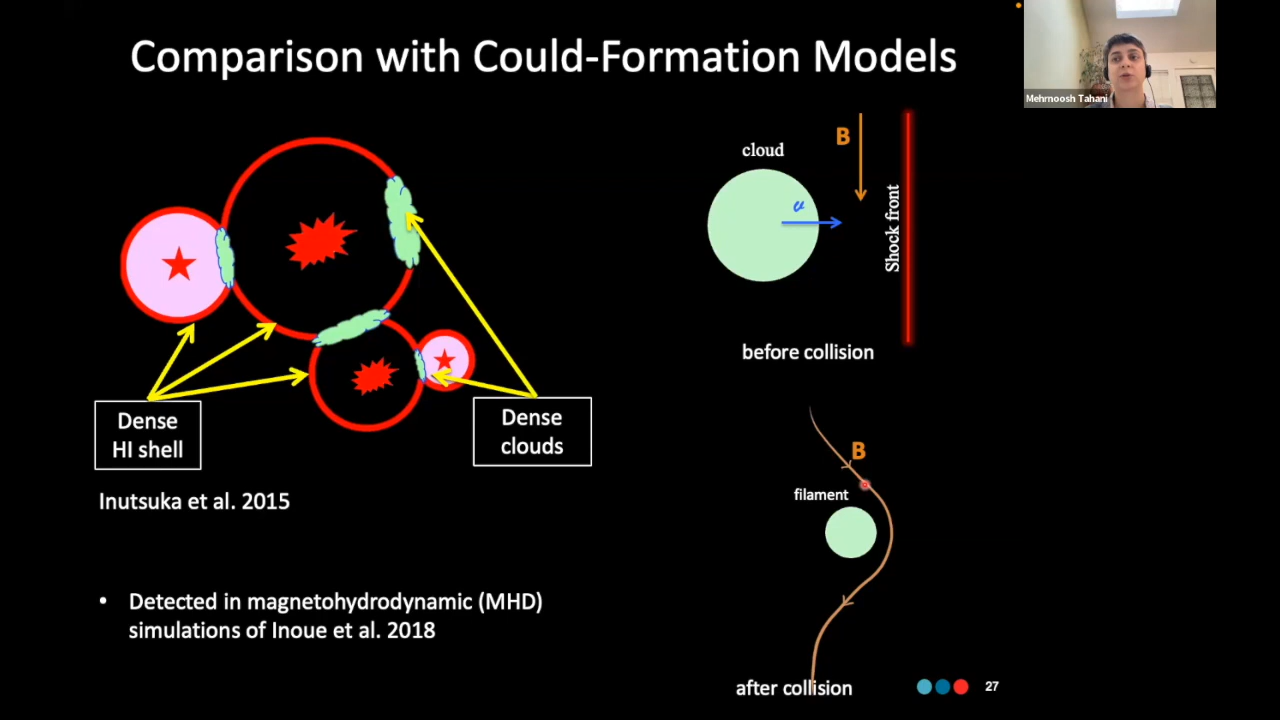 Comparison with Could-Formation Models
Mehrnoosh Tahani
B
cloud
u
Shock front
before collision
Dense
HI shell
Dense
clouds
Inutsuka et al. 2015
B
filament
• Detected in magnetohydrodynamic (MHD)
simulations of Inoue et al. 2018
after collision
27